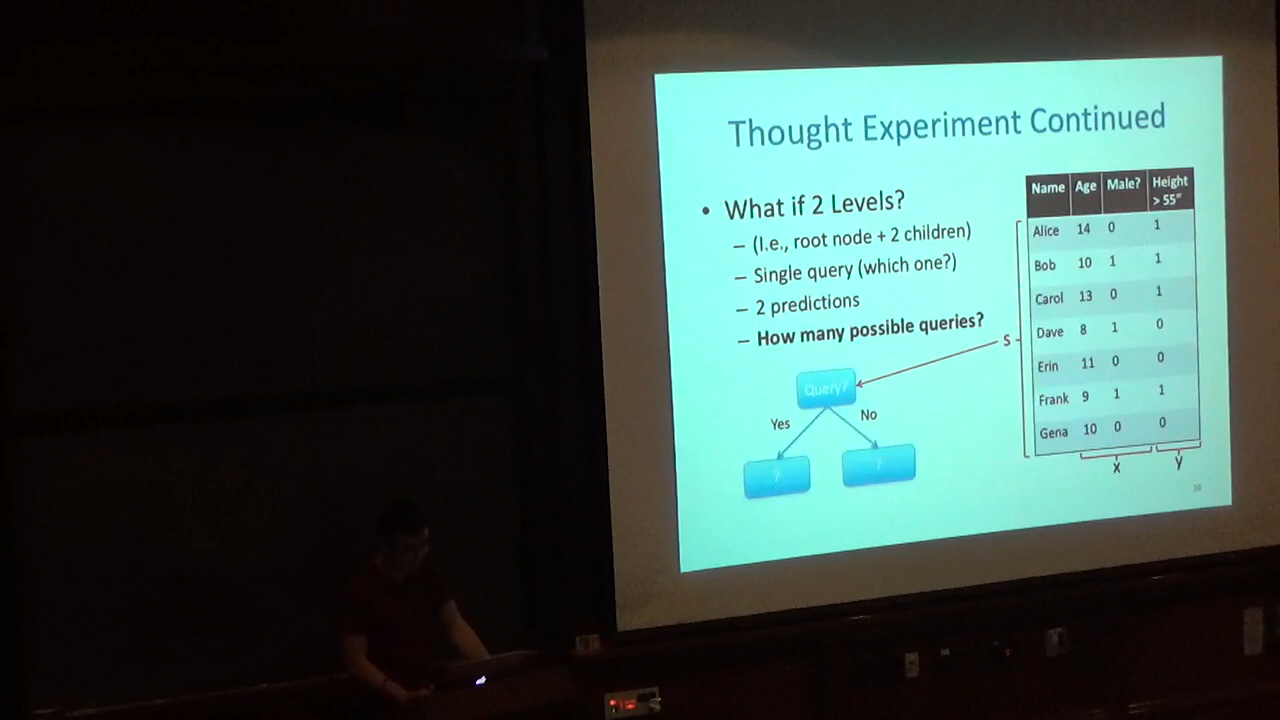 Thought Experiment Continued
• What if 2 Levels?
– (I.e., root node + 2 children)
– Single query (which one?)
– 2 predictions
– How many possible queries?
Query?
Yes
No
?
?
S
Name Age Male? Height > 55"
Alice 14 0 1
Bob 10 1 1
Carol 13 0 1
Dave 8 1 0
Erin 11 0 0
Frank 9 1 1
Gena 10 0 0
x
y